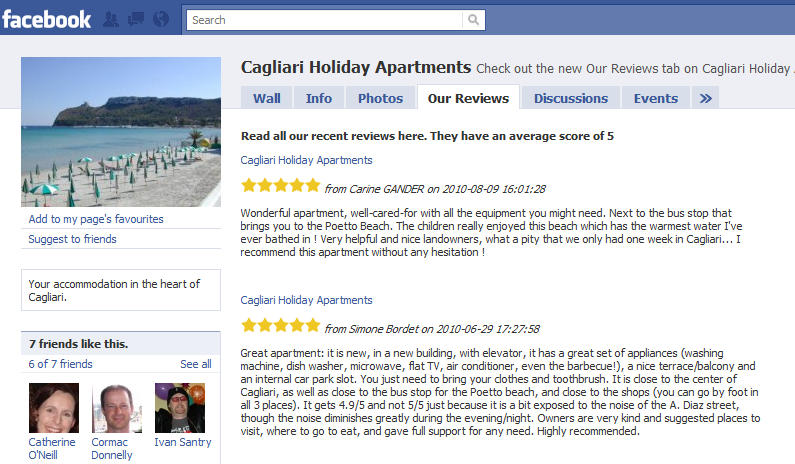 facebook
Search
Cagliari Holiday Apartments Check out the new Our Reviews tab on Cagliari Holiday
Wall Info Photos Our Reviews Discussions Events »
Read all our recent reviews here. They have an average score of 5
Cagliari Holiday Apartments
from Carine GANDER on 2010-08-09 16:01:28
Wonderful apartment, well-cared-for with all the equipment you might need. Next to the bus stop that
brings you to the Poetto Beach. The children really enjoyed this beach which has the warmest water I've
ever bathed in ! Very helpful and nice landowners, what a pity that we only had one week in Cagliari... I
recommend this apartment without any hesitation !
Cagliari Holiday Apartments
from Simone Bordet on 2010-06-29 17:27:58
Great apartment: it is new, in a new building, with elevator, it has a great set of appliances (washing
machine, dish washer, microwave, flat TV, air conditioner, even the barbecue!), a nice terrace/balcony and
an internal car park slot. You just need to bring your clothes and toothbrush. It is close to the center of
Cagliari, as well as close to the bus stop for the Poetto beach, and close to the shops (you can go by foot in
all 3 places). It gets 4.9/5 and not 5/5 just because it is a bit exposed to the noise of the A. Diaz street,
though the noise diminishes greatly during the evening/night. Owners are very kind and suggested places to
visit, where to go to eat, and gave full support for any need. Highly recommended.
Add to my page's favourites
Suggest to friends
Your accommodation in the heart of
Cagliari.
7 friends like this.
6 of 7 friends See all
Catherine
O'Neill
Cormac
Donnelly
Ivan Santry